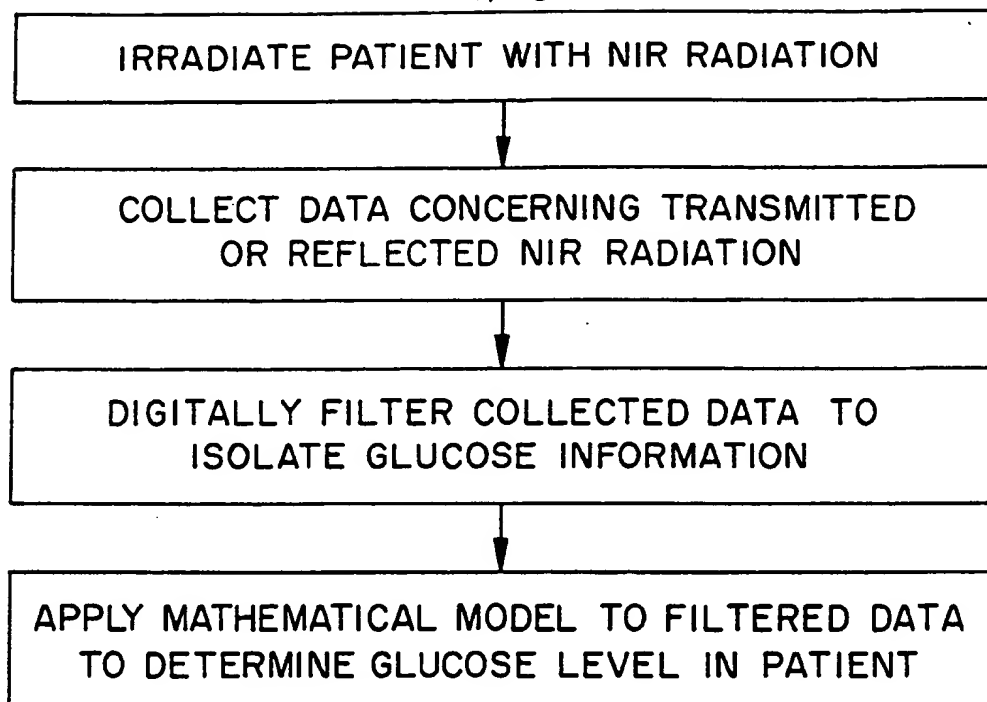 IRRADIATE PATIENT WITH NIR RADIATION
COLLECT DATA CONCERNING TRANSMITTED
OR REFLECTED NIR RADIATION
DIGITALLY FILTER COLLECTED DATA TO
ISOLATE GLUCOSE INFORMATION
APPLY MATHEMATICAL MODEL TO FILTERED DATA
TO DETERMINE GLUCOSE LEVEL IN PATIENT